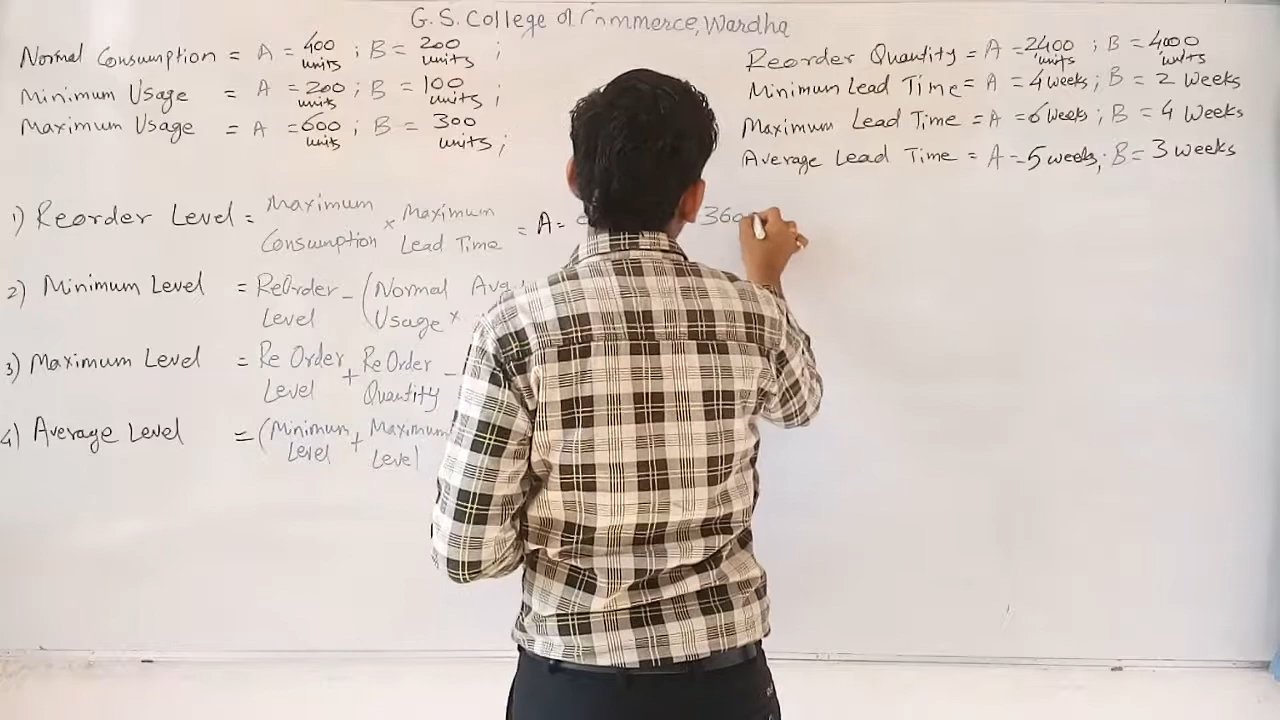 G. S. College of Commerce, Wardha
Normal Consumption = A = 400 units ; B = 200 units ;
Minimum Usage = A = 200 units ; B = 100 units ;
Maximum Usage = A = 600 units ; B = 300 units ;
Reorder Quantity = A = 2400 units ; B = 4000 units
Minimum Lead Time = A = 4 weeks ; B = 2 weeks
Maximum Lead Time = A = 6 weeks ; B = 4 weeks
Average Lead Time = A = 5 weeks ; B = 3 weeks
1) Reorder Level = Maximum Consumption × Maximum Lead Time = A = 360
2) Minimum Level = ReOrder Level - (Normal Usage × Avg.
3) Maximum Level = Re Order Level + Re Order Quantity -
4) Average Level = (Minimum Level + Maximum Level